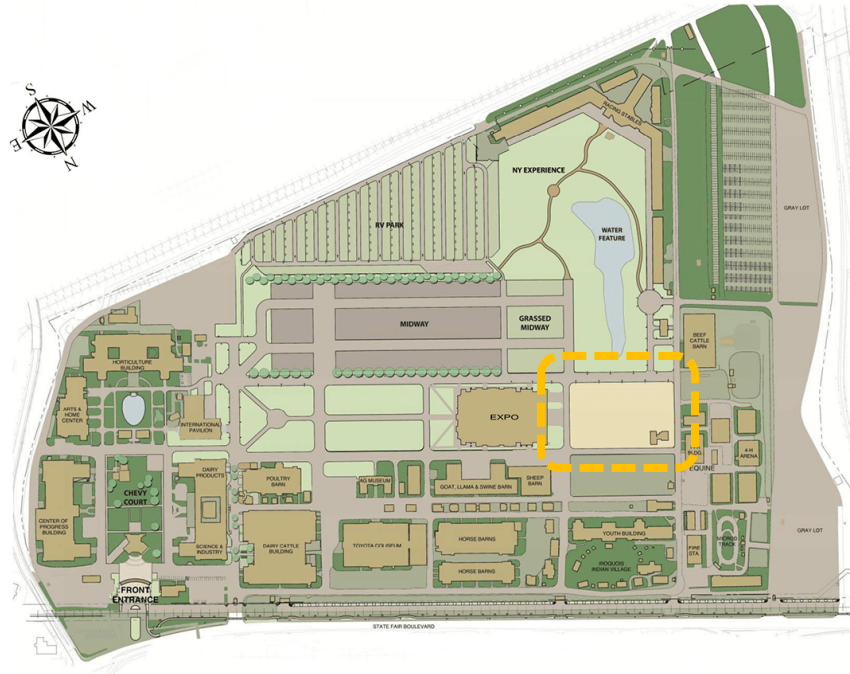 S
W
E
N
RACING STABLES
NY EXPERIENCE
GRAY LOT
RV PARK
WATER
FEATURE
MIDWAY
GRASSED
MIDWAY
BEEF
CATTLE
BARN
HORTICULTURE
BUILDING
ARTS &
HOME
CENTER
INTERNATIONAL
PAVILION
EXPO
BLDG.
4-H
ARENA
EQUINE
DAIRY
PRODUCTS
POULTRY
BARN
AG MUSEUM
GOAT, LLAMA & SWINE BARN
SHEEP
BARN
CHEVY
COURT
CENTER OF
PROGRESS
BUILDING
SCIENCE &
INDUSTRY
DAIRY CATTLE
BUILDING
TOYOTA COLISEUM
HORSE BARNS
HORSE BARNS
YOUTH BUILDING
IROQUOIS
INDIAN VILLAGE
FIRE
STA.
TRACK
GRAY LOT
FRONT
ENTRANCE
STATE FAIR BOULEVARD